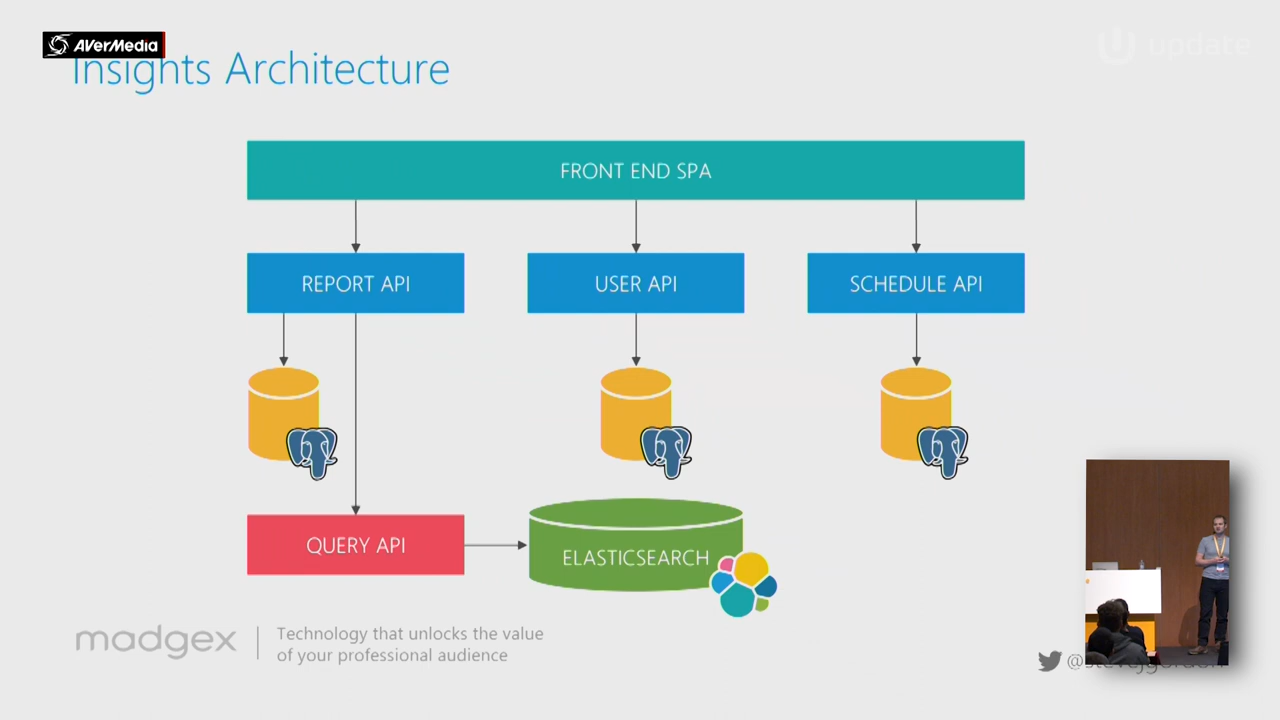 AVerMedia
update
Insights Architecture
FRONT END SPA
REPORT API
USER API
SCHEDULE API
QUERY API
ELASTICSEARCH
madgex
Technology that unlocks the value
of your professional audience